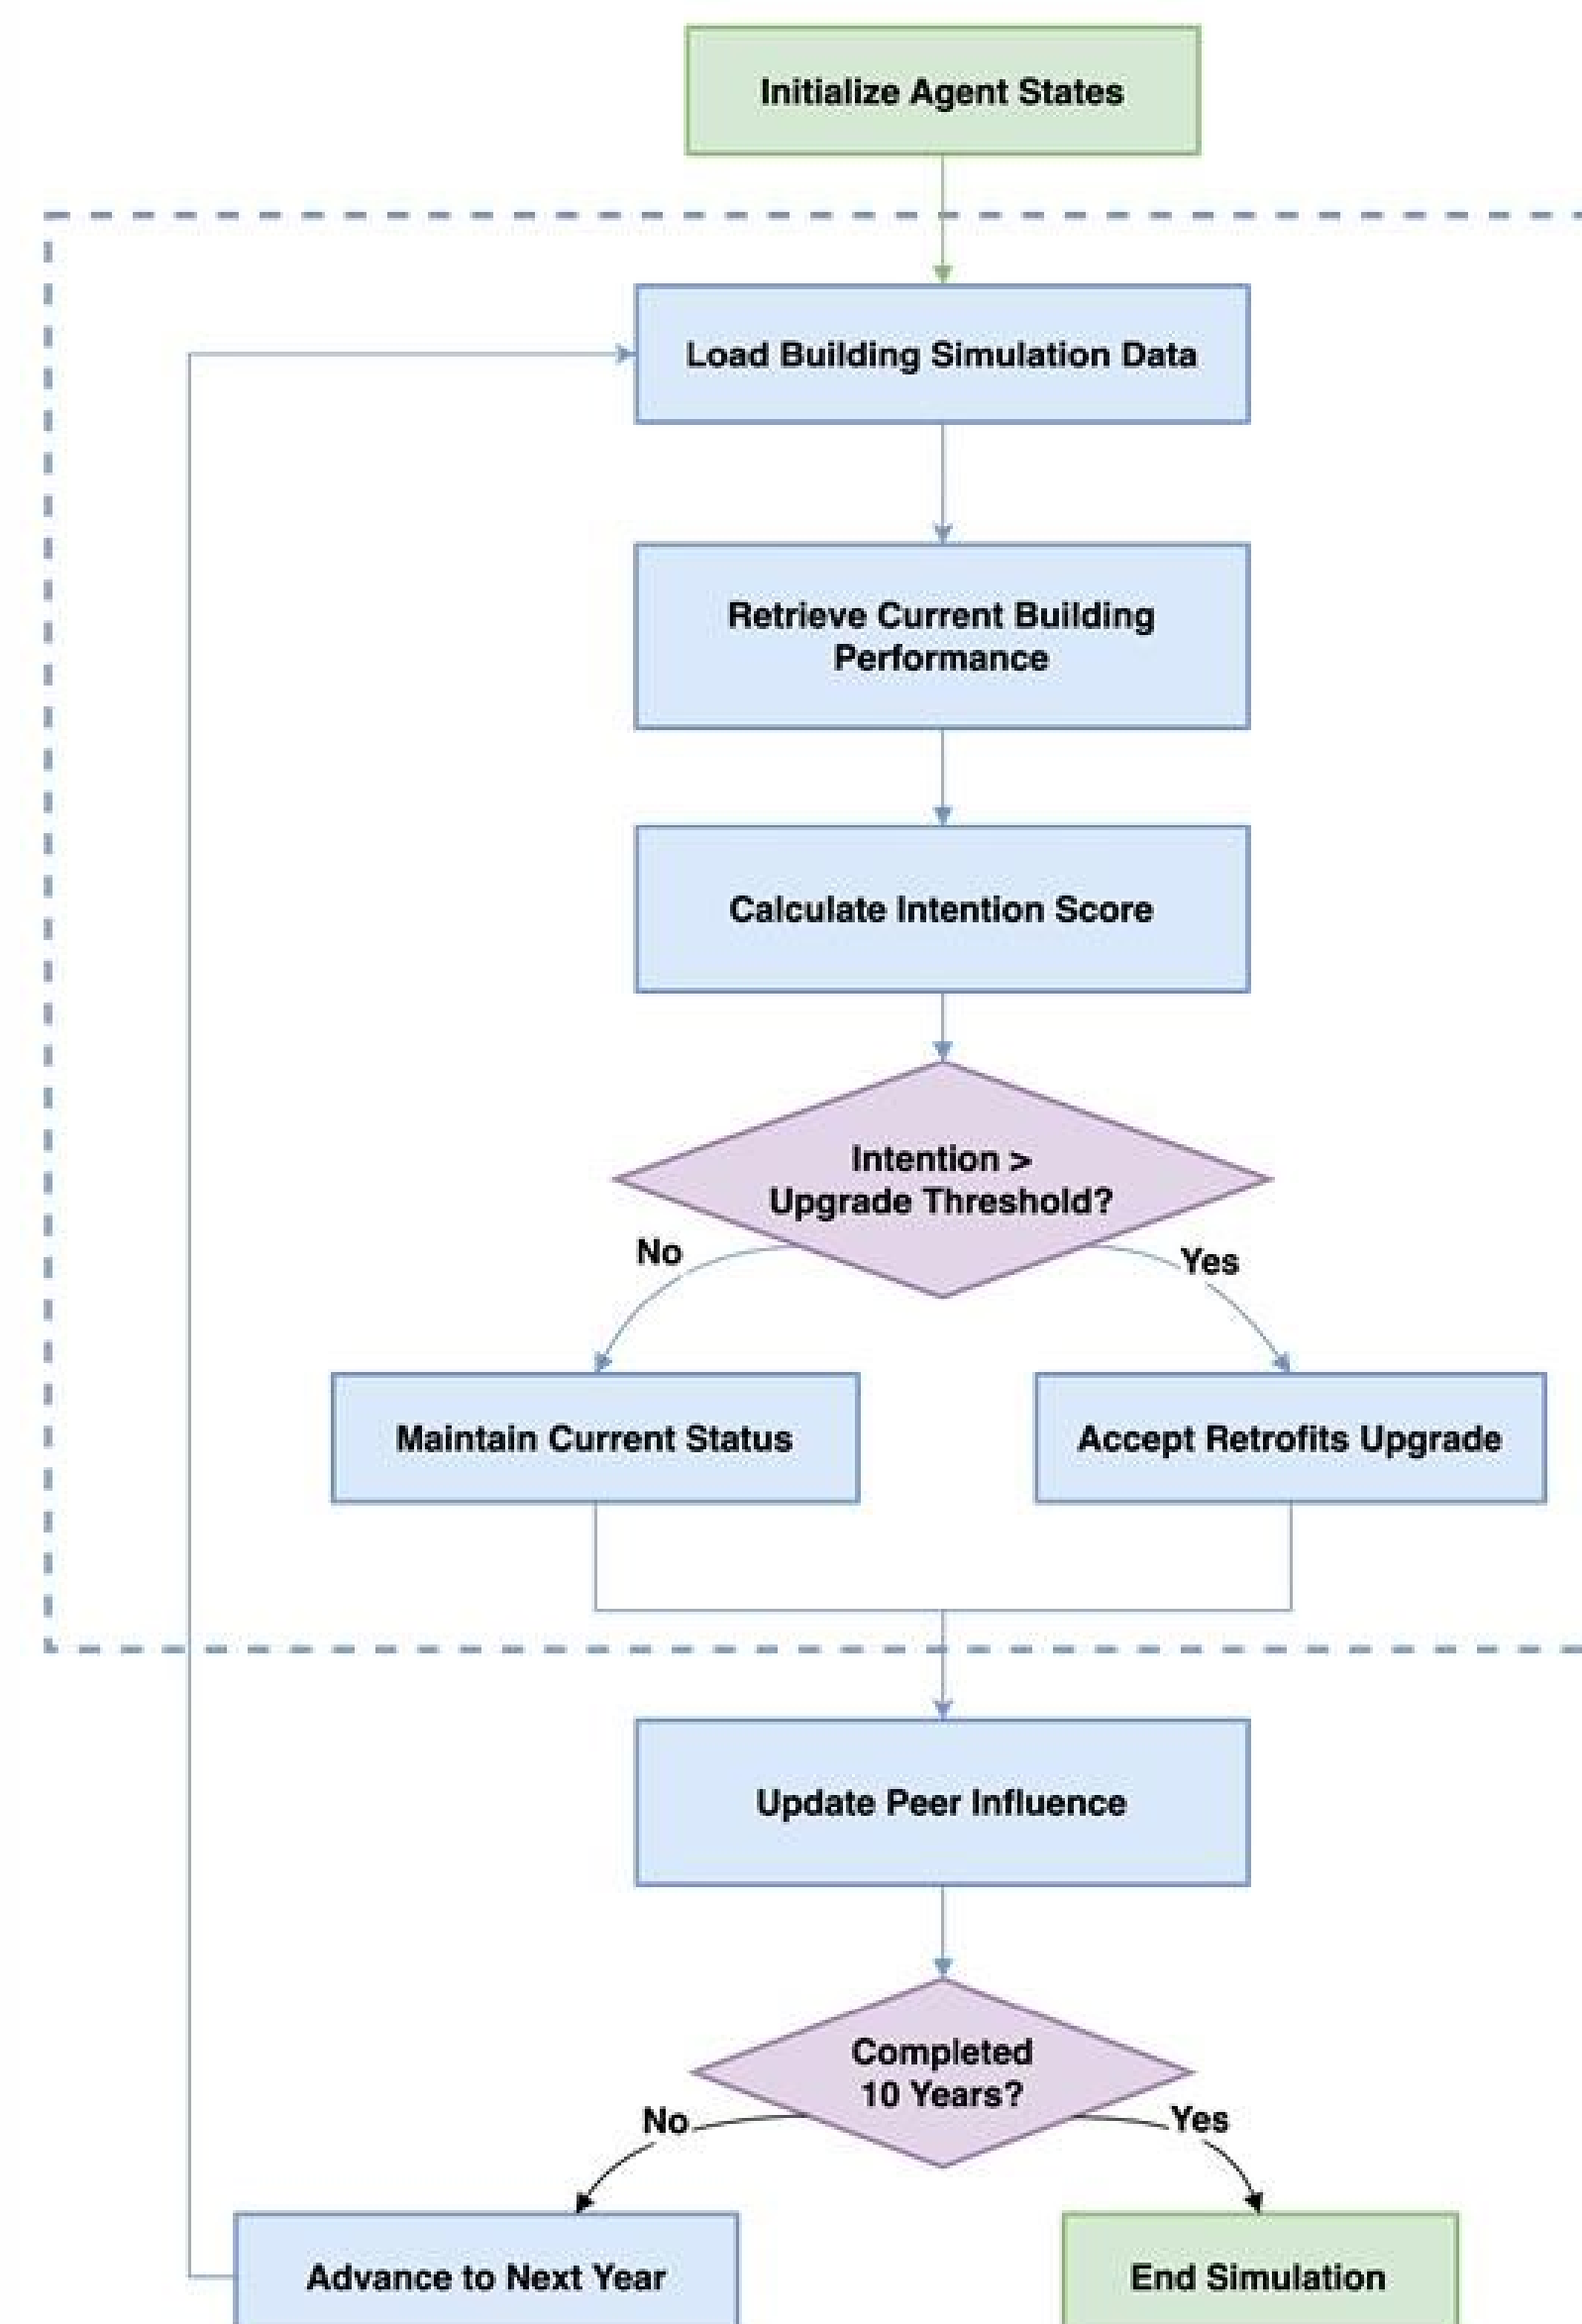 Initialize Agent States
Load Building Simulation Data
Retrieve Current Building
Performance
Calculate Intention Score
Intention >
Upgrade Threshold?
No
Yes
Maintain Current Status
Accept Retrofits Upgrade
Update Peer Influence
Completed
10 Years?
No
Yes
Advance to Next Year
End Simulation